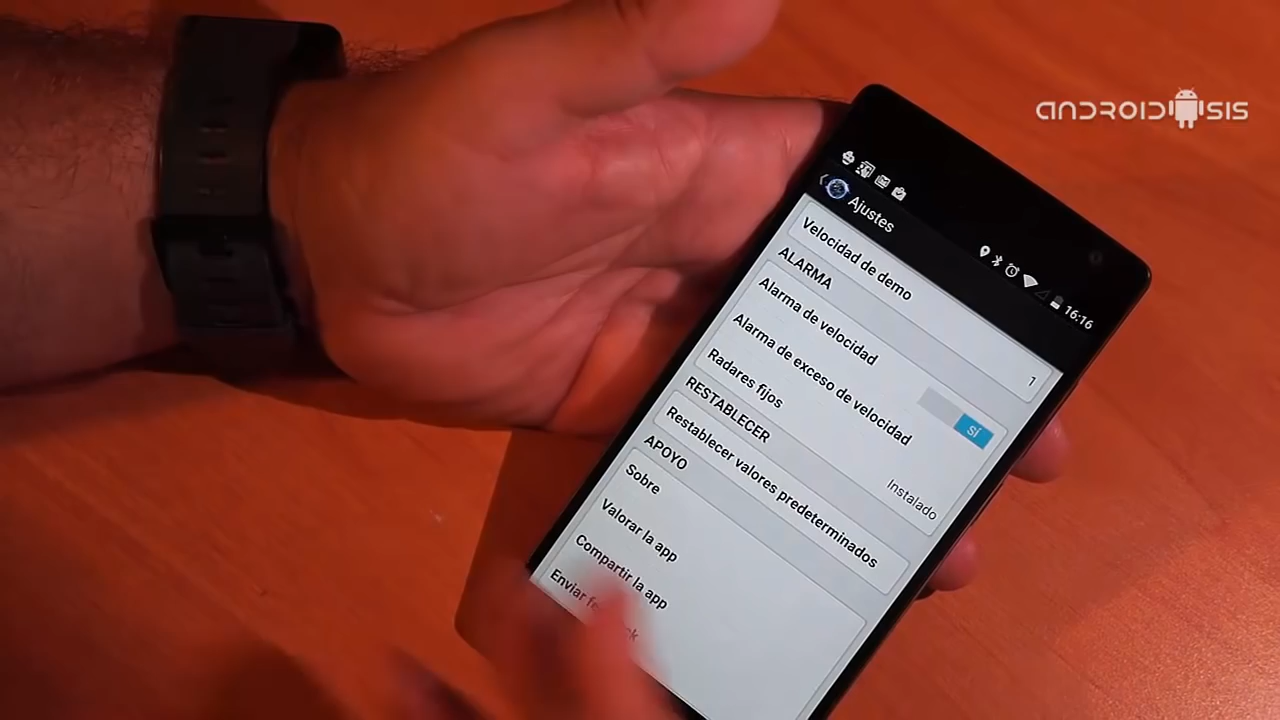 ANDROIDSIS
16:16
Ajustes
Velocidad de demo
1
ALARMA
Alarma de velocidad
Alarma de exceso de velocidad
SÍ
Radares fijos
Instalado
RESTABLECER
Restablecer valores predeterminados
APOYO
Sobre
Valorar la app
Compartir la app
Enviar